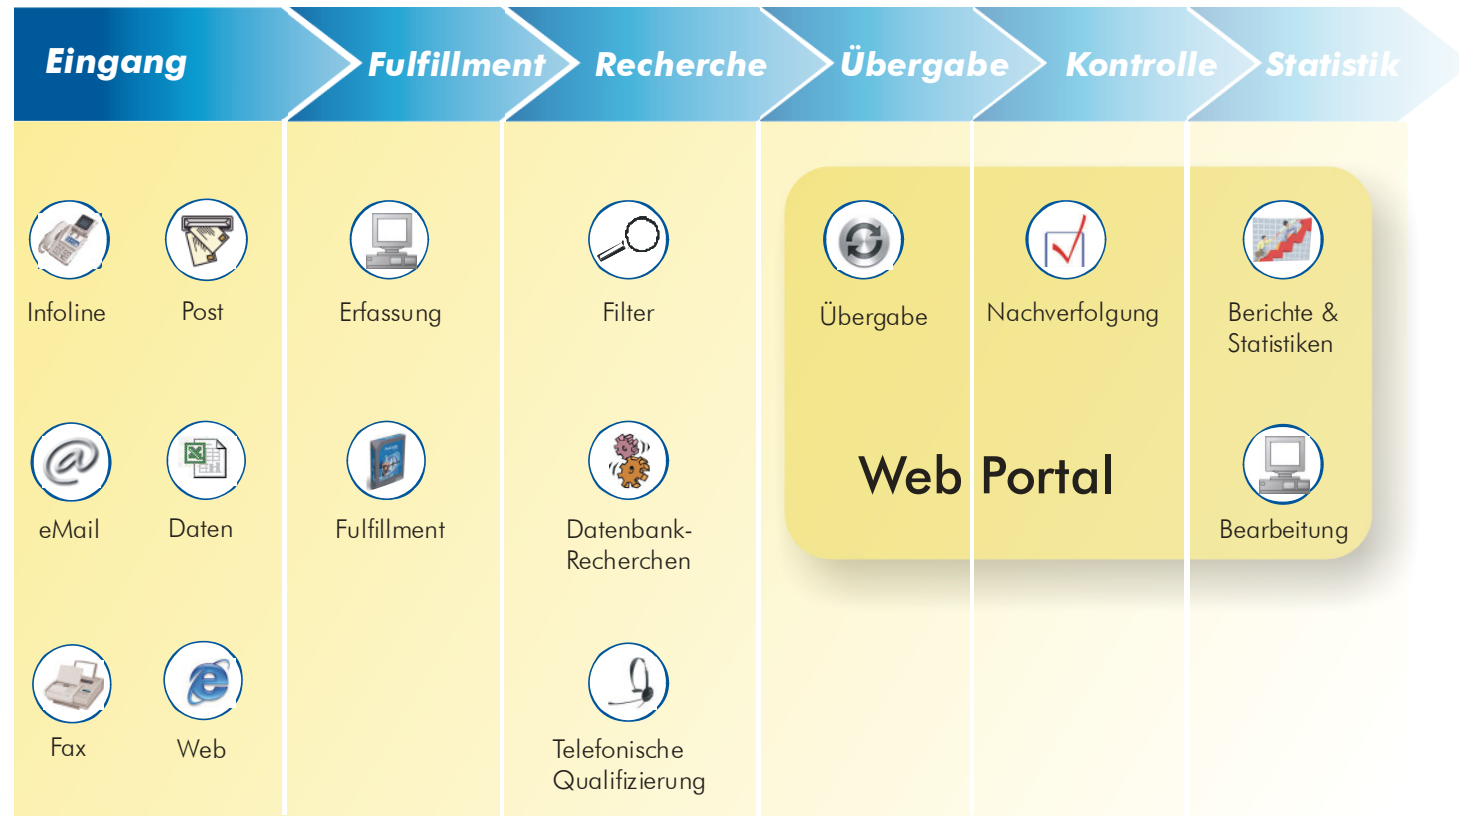 Eingang
Fulfillment
Recherche
Übergabe
Kontrolle
Statistik
Infoline
Post
Erfassung
Filter
Übergabe
Nachverfolgung
Berichte &
Statistiken
eMail
Daten
Fulfillment
Datenbank-
Recherchen
Web Portal
Bearbeitung
Fax
Web
Telefonische
Qualifizierung